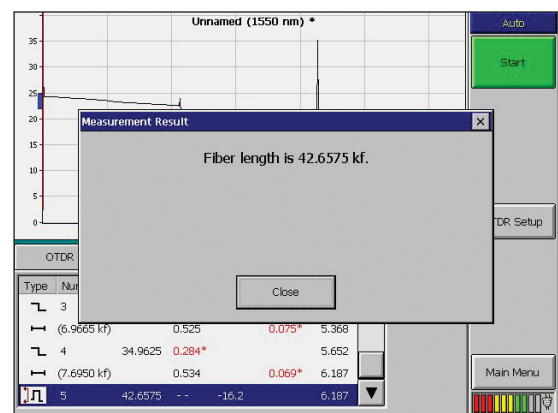 Unnamed (1550 nm) *
Auto
35
Start
30
25
20
Measurement Result
15
Fiber length is 42.6575 kf.
10
5
0
TDR Setup
OTDR
Close
Type Nu
3
(6.9665 kf) 0.525 0.075* 5.368
4 34.9625 0.284* 5.652
(7.6950 kf) 0.534 0.069* 6.187
Main Menu
5 42.6575 -- -16.2 6.187